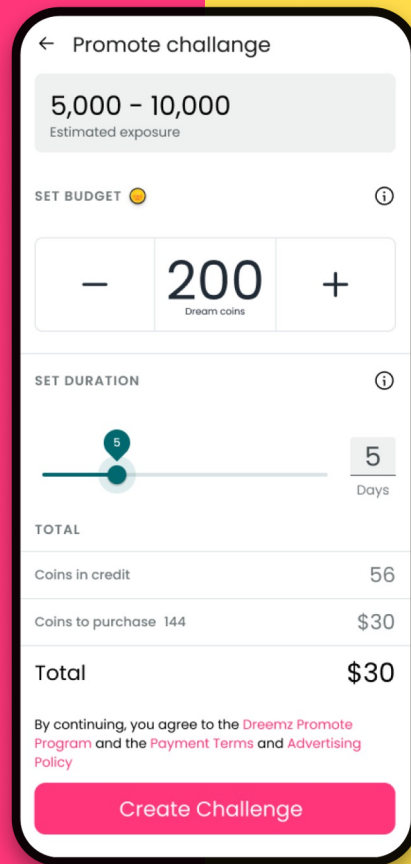 Promote challange
5,000 - 10,000
Estimated exposure
SET BUDGET
200
Dream coins
SET DURATION
5
5
Days
TOTAL
Coins in credit 56
Coins to purchase 144 $30
Total $30
By continuing, you agree to the Dreemz Promote
Program and the Payment Terms and Advertising
Policy
Create Challenge